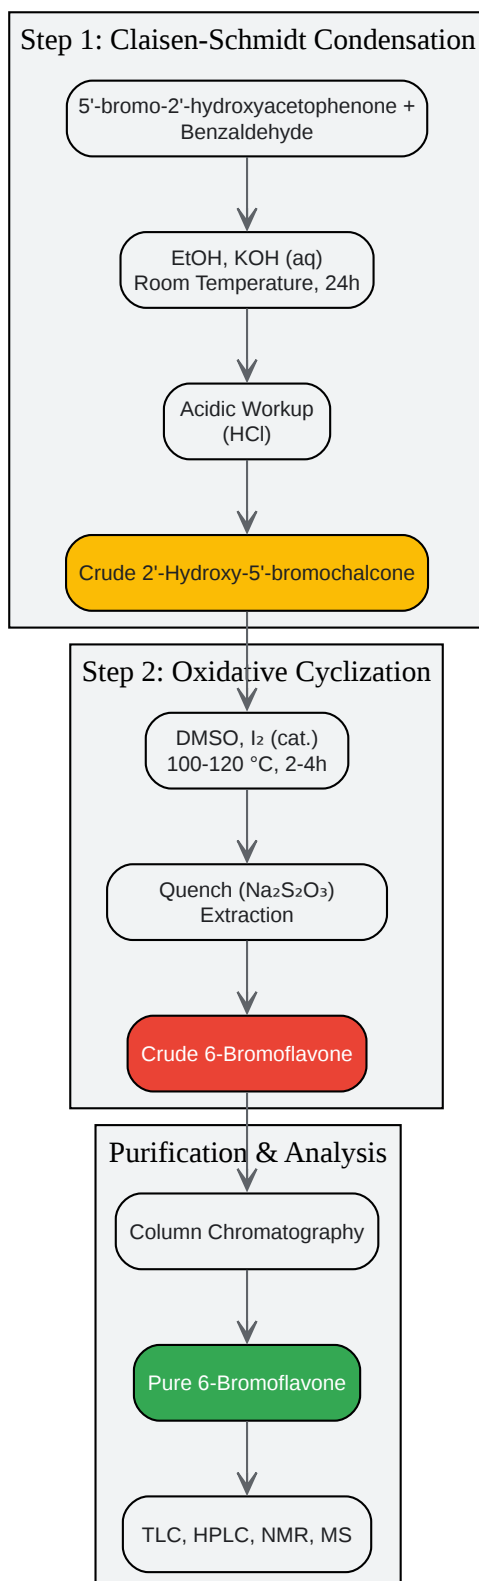 Step 1: Claisen-Schmidt Condensation
5'-bromo-2'-hydroxyacetophenone +
Benzaldehyde
EtOH, KOH (aq)
Room Temperature, 24h
Acidic Workup
(HCl)
Crude 2'-Hydroxy-5'-bromochalcone
Step 2: Oxidative Cyclization
DMSO, I₂ (cat.)
100-120 °C, 2-4h
Quench (Na₂S₂O₃)
Extraction
Crude 6-Bromoflavone
Purification & Analysis
Column Chromatography
Pure 6-Bromoflavone
TLC, HPLC, NMR, MS